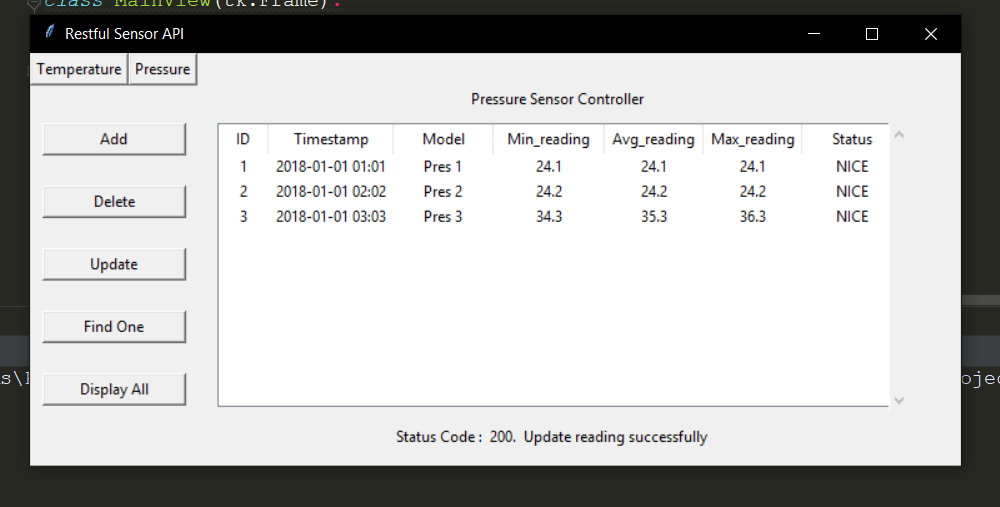 class MainView(tk.Frame):
Restful Sensor API
Temperature Pressure
Pressure Sensor Controller
Add
Delete
Update
Find One
Display All
ID Timestamp Model Min_reading Avg_reading Max_reading Status
1 2018-01-01 01:01 Pres 1 24.1 24.1 24.1 NICE
2 2018-01-01 02:02 Pres 2 24.2 24.2 24.2 NICE
3 2018-01-01 03:03 Pres 3 34.3 35.3 36.3 NICE
Status Code : 200. Update reading successfully